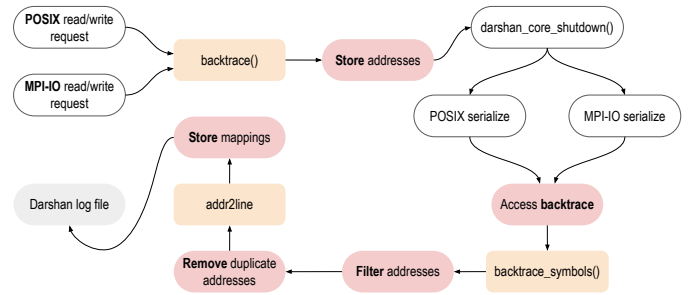 POSIX read/write
request
MPI-IO read/write
request
backtrace()
Store addresses
darshan_core_shutdown()
POSIX serialize
MPI-IO serialize
Access backtrace
backtrace_symbols()
Filter addresses
Remove duplicate
addresses
addr2line
Store mappings
Darshan log file